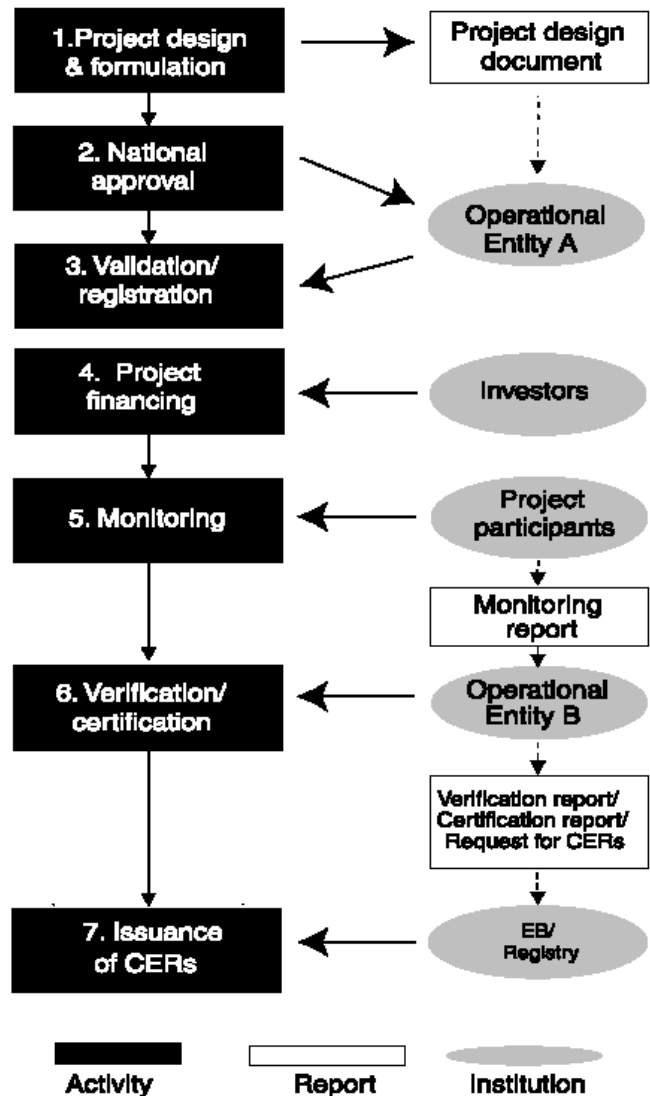 1.Project design
& formulation
Project design
document
2. National
approval
Operational
Entity A
3. Validation/
registration
4. Project
financing
Investors
5. Monitoring
Project
participants
Monitoring
report
6. Verification/
certification
Operational
Entity B
Verification report/
Certification report/
Request for CERs
7. Issuance
of CERs
EB/
Registry
Activity
Report
Institution